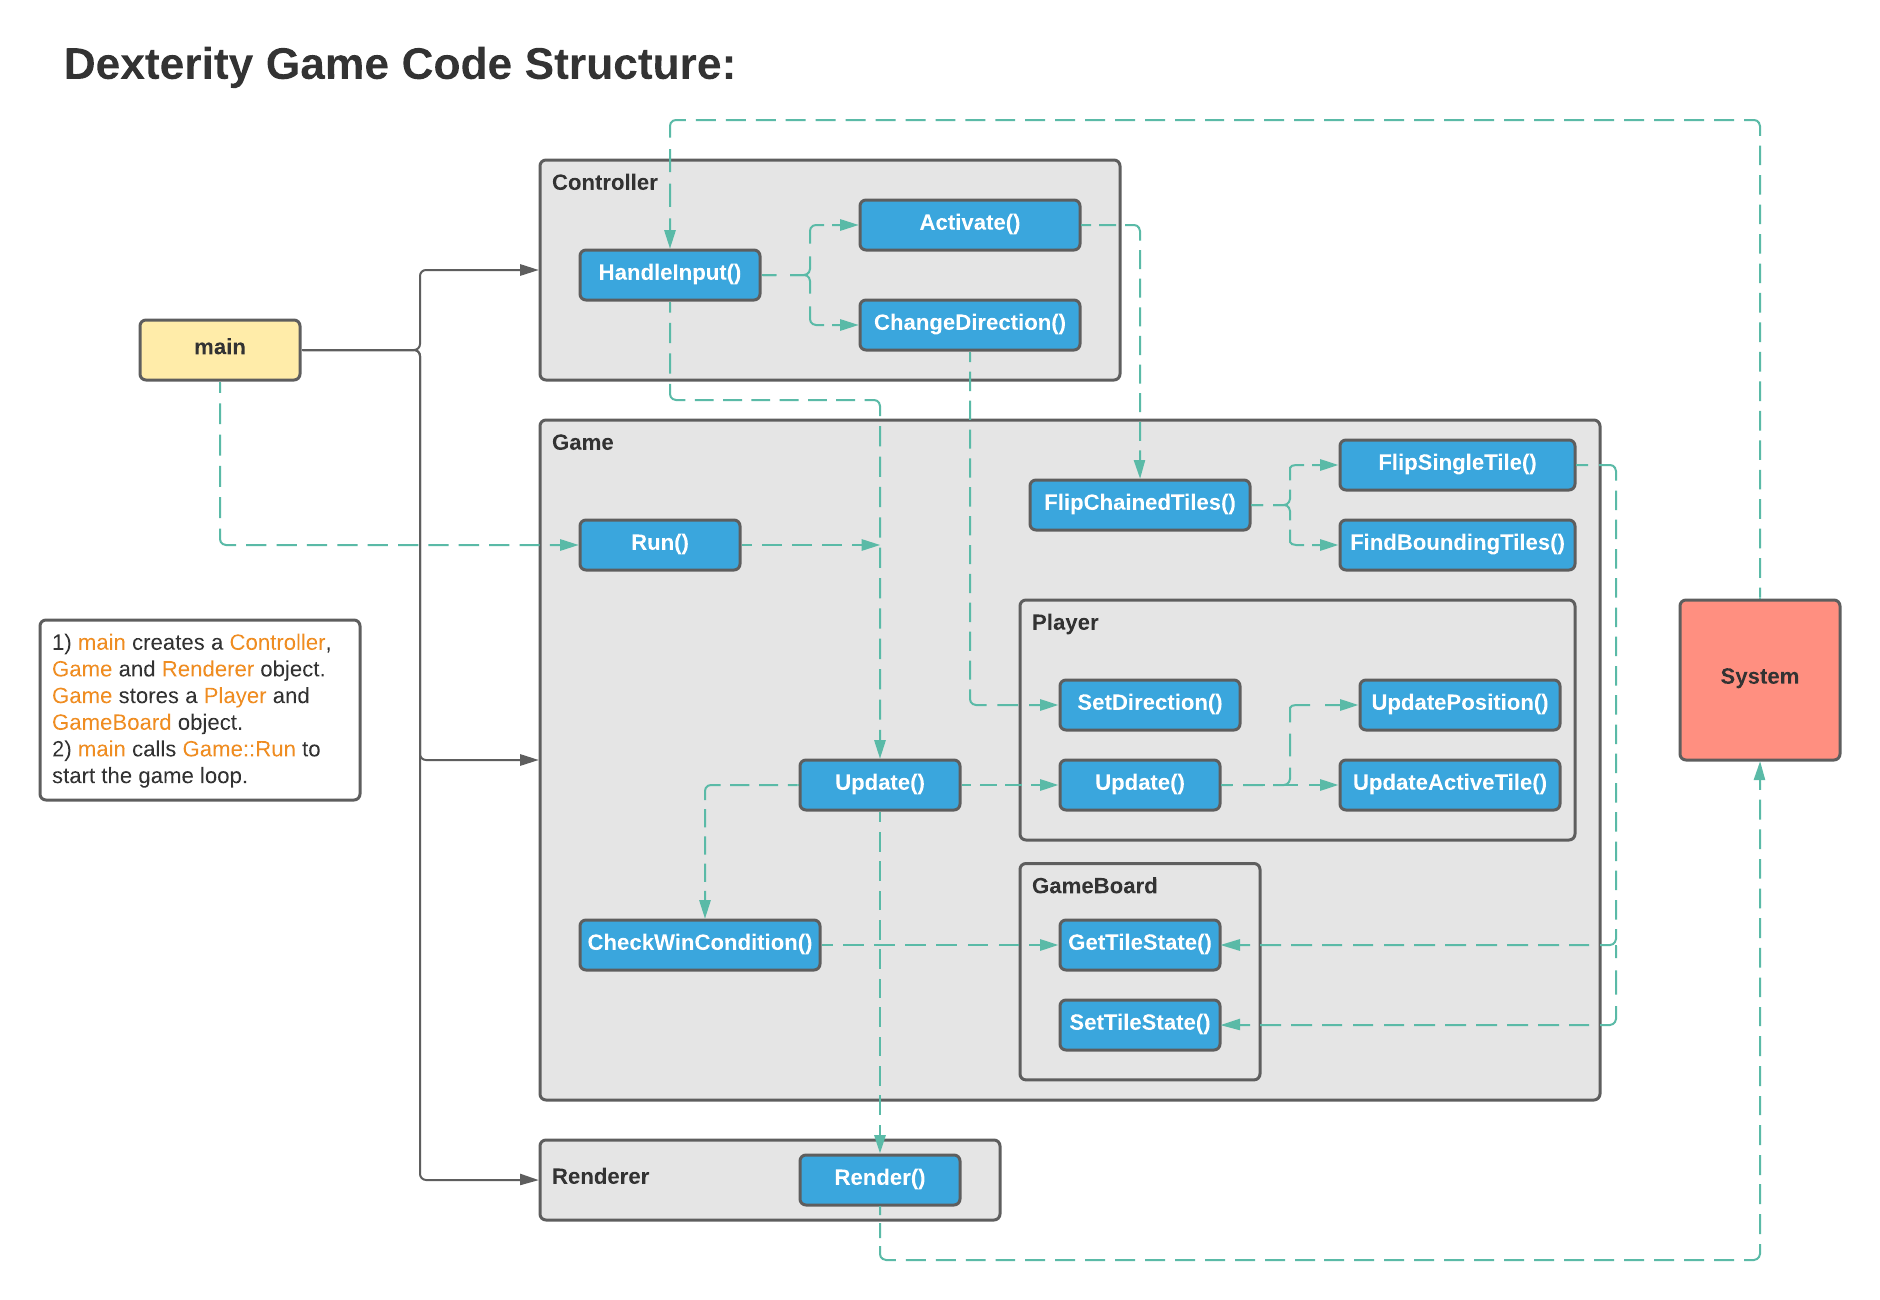 Dexterity Game Code Structure:
Controller
Activate()
HandleInput()
ChangeDirection()
main
Game
FlipSingleTile()
FlipChainedTiles()
Run()
FindBoundingTiles()
Player
1) main creates a Controller,
Game and Renderer object.
Game stores a Player and
GameBoard object.
2) main calls Game::Run to
start the game loop.
System
SetDirection()
UpdatePosition()
Update()
Update()
UpdateActiveTile()
GameBoard
CheckWinCondition()
GetTileState()
SetTileState()
Renderer
Render()